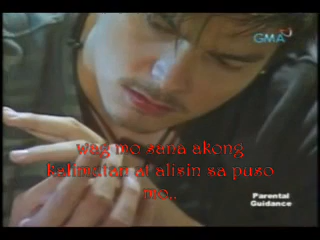 GMA
wag mo sana akong
kalimutan at alisin sa puso
mo..
Parental
Guidance